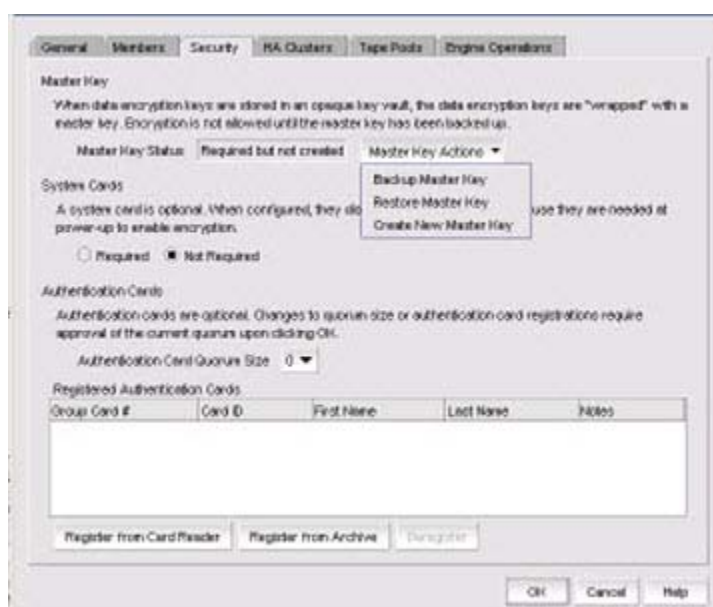 General Members Security HA Clusters Tape Pools Engine Operations
Master Key
When data encryption keys are stored in an opaque key vault, the data encryption keys are "wrapped" with a
master key. Encryption is not allowed until the master key has been backed up.
Master Key Status Required but not created Master Key Actions
Backup Master Key
Restore Master Key
Create New Master Key
System Cards
A system card is optional. When configured, they use they are needed at
power-up to enable encryption.
Required Not Required
Authentication Cards
Authentication cards are optional. Changes to quorum size or authentication card registrations require
approval of the current quorum upon clicking OK.
Authentication Card Quorum Size 0
Registered Authentication Cards
Group Card # Card ID First Name Last Name Notes
Register from Card Reader Register from Archive Deregister
OK Cancel Help